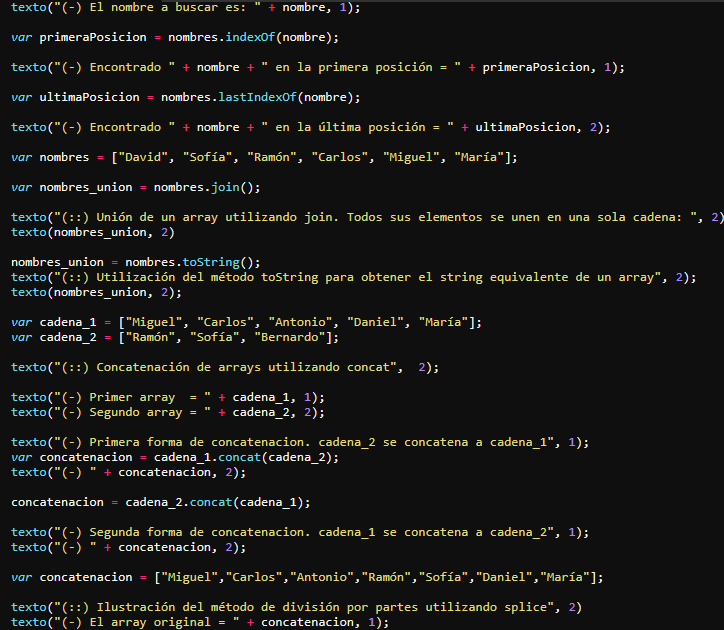 texto("(-) El nombre a buscar es: " + nombre, 1);
var primeraPosicion = nombres.indexOf(nombre);
texto("(-) Encontrado " + nombre + " en la primera posición = " + primeraPosicion, 1);
var ultimaPosicion = nombres.lastIndexOf(nombre);
texto("(-) Encontrado " + nombre + " en la última posición = " + ultimaPosicion, 2);
var nombres = ["David", "Sofía", "Ramón", "Carlos", "Miguel", "María"];
var nombres_union = nombres.join();
texto("(::) Unión de un array utilizando join. Todos sus elementos se unen en una sola cadena: ", 2)
texto(nombres_union, 2)
nombres_union = nombres.toString();
texto("(::) Utilización del método toString para obtener el string equivalente de un array", 2);
texto(nombres_union, 2);
var cadena_1 = ["Miguel", "Carlos", "Antonio", "Daniel", "María"];
var cadena_2 = ["Ramón", "Sofía", "Bernardo"];
texto("(::) Concatenación de arrays utilizando concat",  2);
texto("(-) Primer array  = " + cadena_1, 1);
texto("(-) Segundo array = " + cadena_2, 2);
texto("(-) Primera forma de concatenacion. cadena_2 se concatena a cadena_1", 1);
var concatenacion = cadena_1.concat(cadena_2);
texto("(-) " + concatenacion, 2);
concatenacion = cadena_2.concat(cadena_1);
texto("(-) Segunda forma de concatenacion. cadena_1 se concatena a cadena_2", 1);
texto("(-) " + concatenacion, 2);
var concatenacion = ["Miguel","Carlos","Antonio","Ramón","Sofía","Daniel","María"];
texto("(::) Ilustración del método de división por partes utilizando splice", 2)
texto("(-) El array original = " + concatenacion, 1);